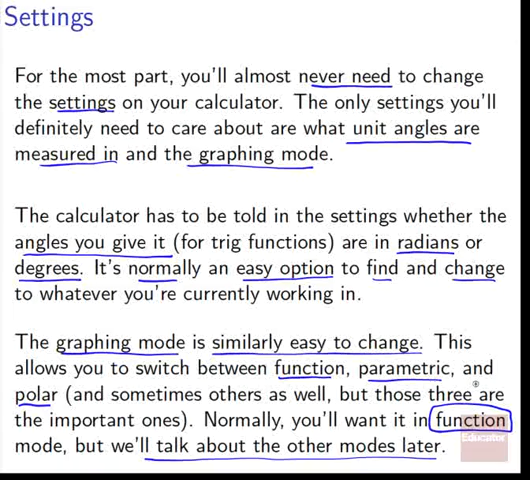 Settings
For the most part, you'll almost never need to change
the settings on your calculator. The only settings you'll
definitely need to care about are what unit angles are
measured in and the graphing mode.
The calculator has to be told in the settings whether the
angles you give it (for trig functions) are in radians or
degrees. It's normally an easy option to find and change
to whatever you're currently working in.
The graphing mode is similarly easy to change. This
allows you to switch between function, parametric, and
polar (and sometimes others as well, but those three are
the important ones). Normally, you'll want it in function
mode, but we'll talk about the other modes later.
Educator